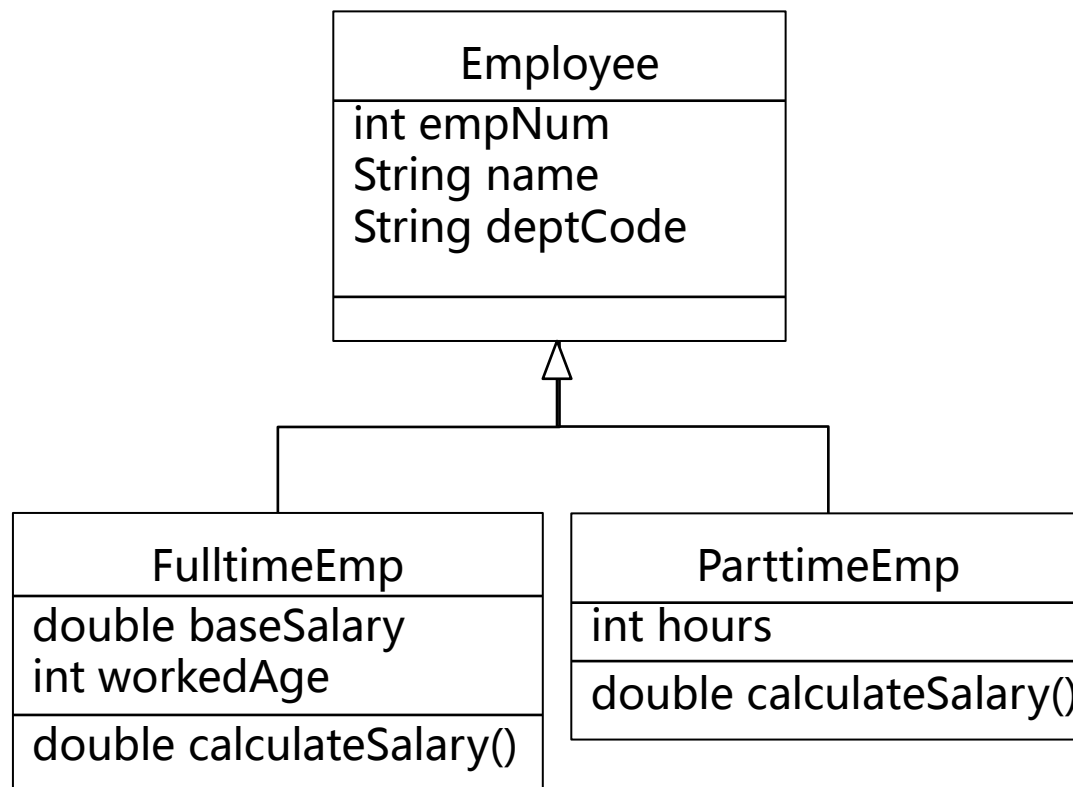 Employee
int empNum
String name
String deptCode
FulltimeEmp
double baseSalary
int workedAge
double calculateSalary()
ParttimeEmp
int hours
double calculateSalary()